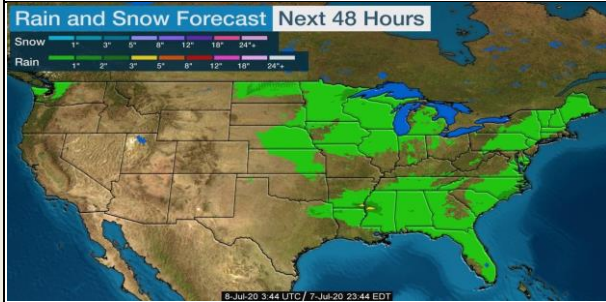 Rain and Snow Forecast Next 48 Hours
Snow
1" 3" 5" 8" 12" 18" 24"+
Rain
1" 2" 3" 5" 8" 12" 18" 24"+
8-Jul-20 3:44 UTC / 7-Jul-20 23:44 EDT